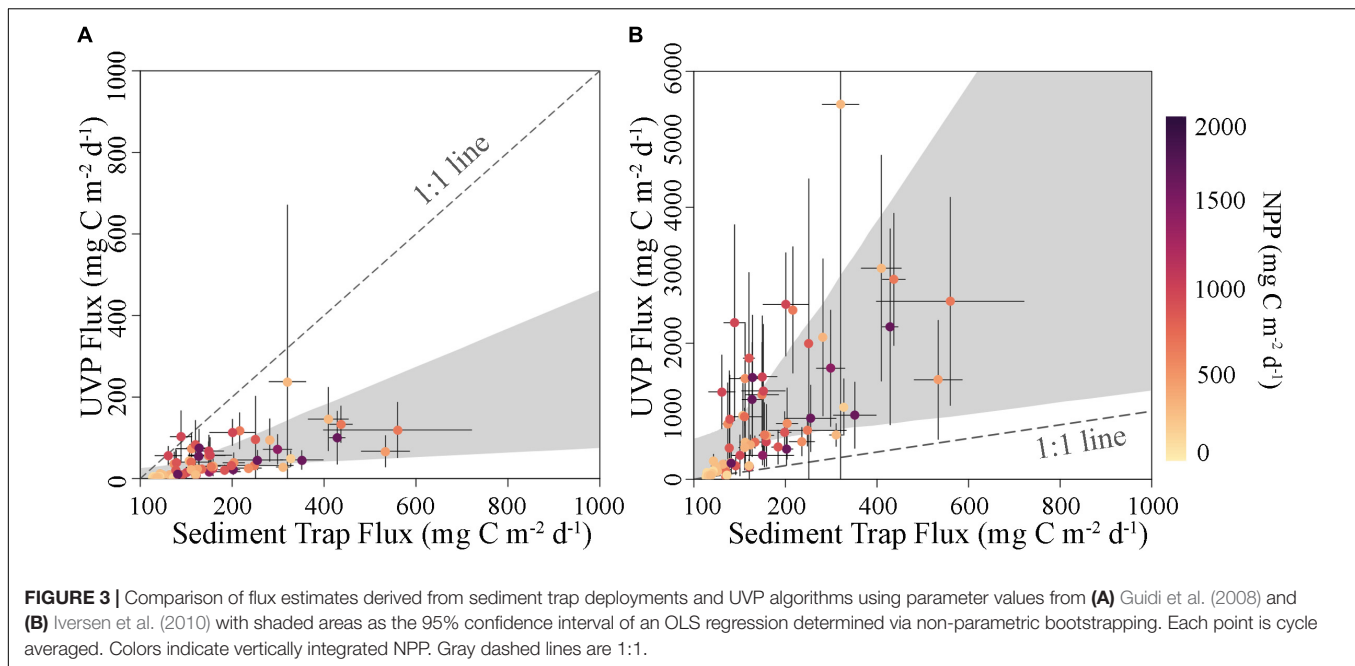 A
B
1000
800
600
400
200
0
UVP Flux (mg C m-2 d-1)
1:1 line
100 200 400 600 800 1000
Sediment Trap Flux (mg C m-2 d-1)
6000
4000
2000
1000
0
UVP Flux (mg C m-2 d-1)
1:1 line
100 200 400 600 800 1000
Sediment Trap Flux (mg C m-2 d-1)
2000
1500
1000
500
0
NPP (mg C m-2 d-1)
FIGURE 3 | Comparison of flux estimates derived from sediment trap deployments and UVP algorithms using parameter values from (A) Guidi et al. (2008) and
(B) Iversen et al. (2010) with shaded areas as the 95% confidence interval of an OLS regression determined via non-parametric bootstrapping. Each point is cycle
averaged. Colors indicate vertically integrated NPP. Gray dashed lines are 1:1.